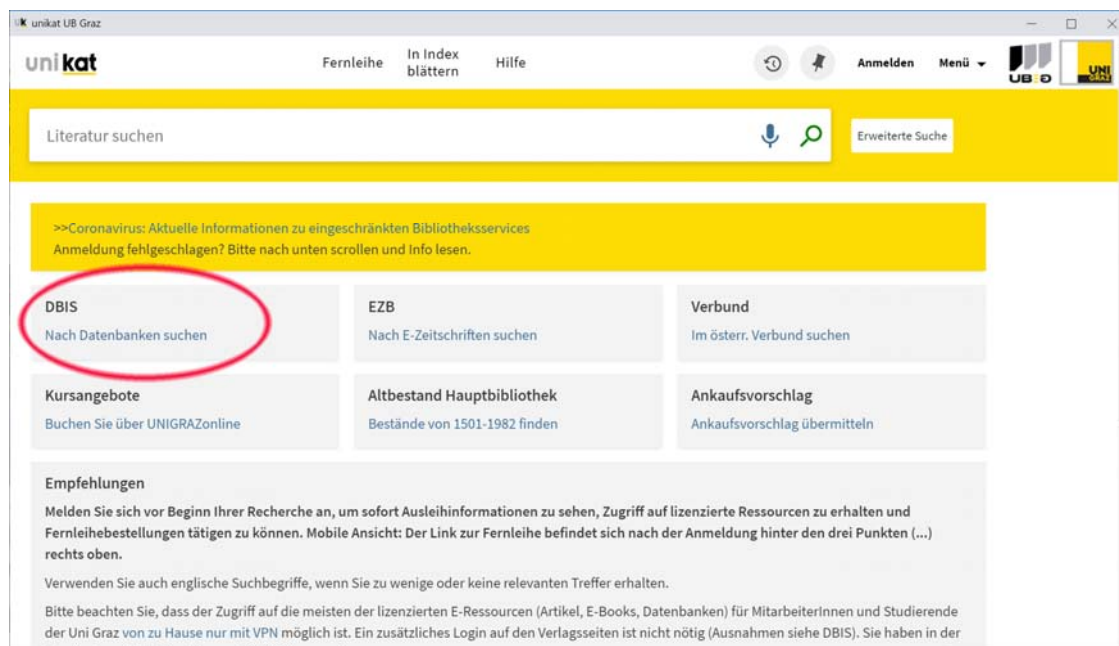 unikat UB Graz
uni kat
Fernleihe
In Index
blättern
Hilfe
Anmelden
Menü
UB:G
UNI
GRAZ
Literatur suchen
Erweiterte Suche
>>Coronavirus: Aktuelle Informationen zu eingeschränkten Bibliotheksservices
Anmeldung fehlgeschlagen? Bitte nach unten scrollen und Info lesen.
DBIS
Nach Datenbanken suchen
EZB
Nach E-Zeitschriften suchen
Verbund
Im österr. Verbund suchen
Kursangebote
Buchen Sie über UNIGRAZonline
Altbestand Hauptbibliothek
Bestände von 1501-1982 finden
Ankaufsvorschlag
Ankaufsvorschlag übermitteln
Empfehlungen
Melden Sie sich vor Beginn Ihrer Recherche an, um sofort Ausleihinformationen zu sehen, Zugriff auf lizenzierte Ressourcen zu erhalten und
Fernleihebestellungen tätigen zu können. Mobile Ansicht: Der Link zur Fernleihe befindet sich nach der Anmeldung hinter den drei Punkten (...)
rechts oben.
Verwenden Sie auch englische Suchbegriffe, wenn Sie zu wenige oder keine relevanten Treffer erhalten.
Bitte beachten Sie, dass der Zugriff auf die meisten der lizenzierten E-Ressourcen (Artikel, E-Books, Datenbanken) für MitarbeiterInnen und Studierende
der Uni Graz von zu Hause nur mit VPN möglich ist. Ein zusätzliches Login auf den Verlagsseiten ist nicht nötig (Ausnahmen siehe DBIS). Sie haben in der